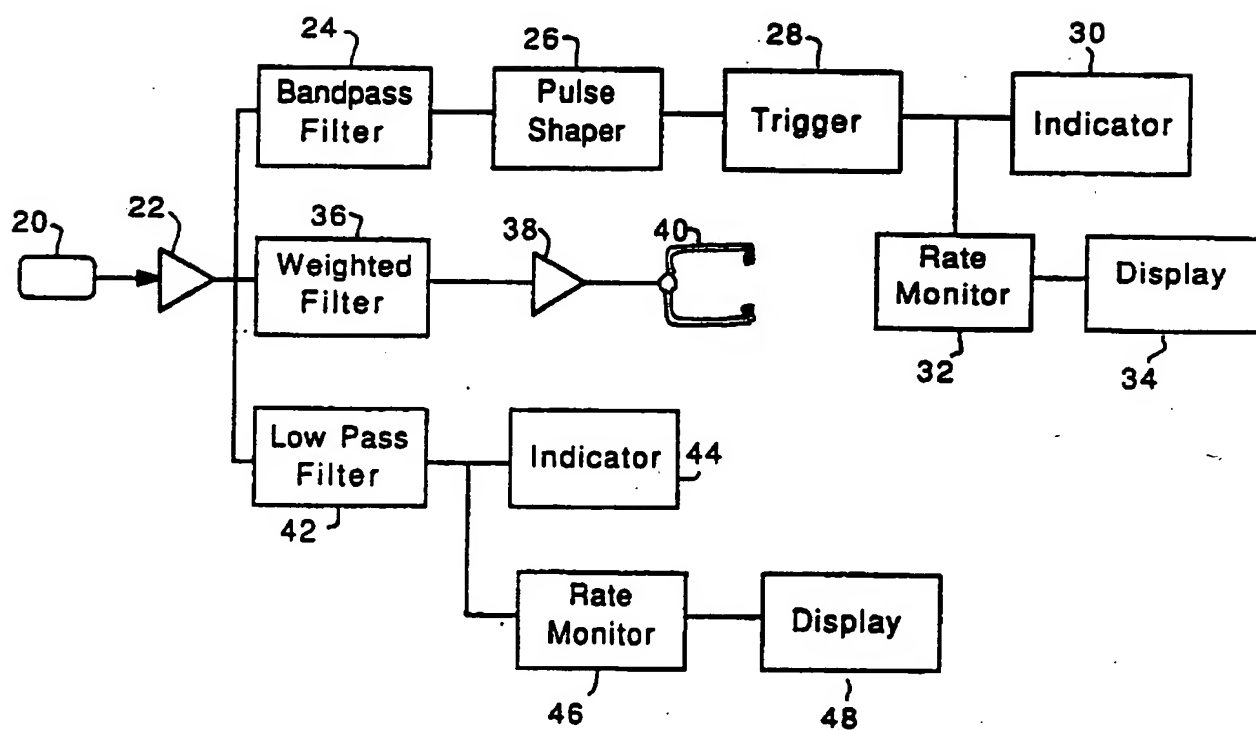 24
26
28
30
Bandpass
Filter
Pulse
Shaper
Trigger
Indicator
20
22
36
38
40
Weighted
Filter
Rate
Monitor
Display
32
34
Low Pass
Filter
Indicator
44
42
Rate
Monitor
Display
46
48